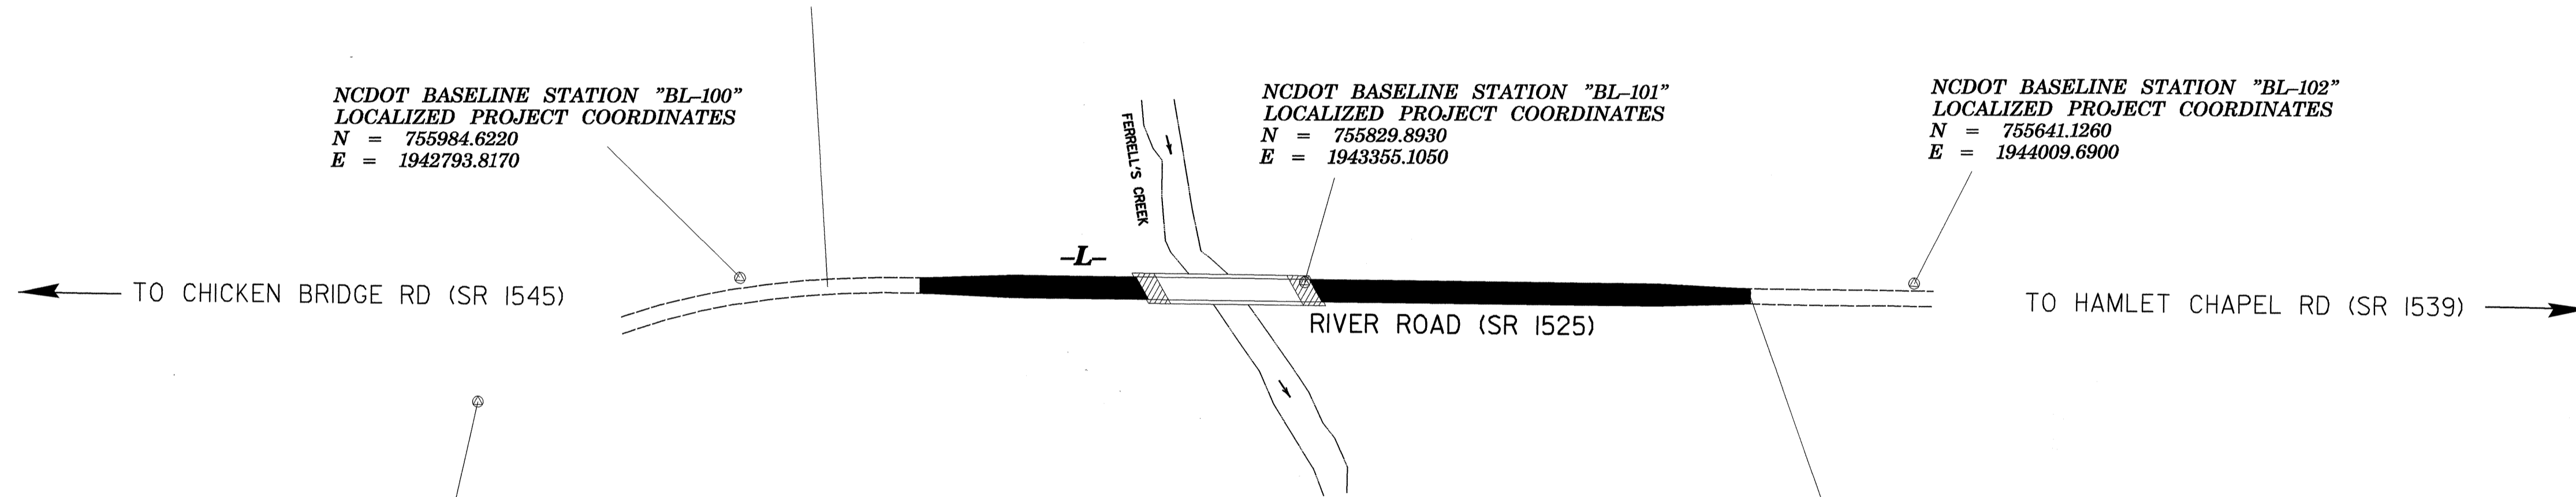 NCDOT BASELINE STATION "BL-100"
LOCALIZED PROJECT COORDINATES
N = 755984.6220
E = 1942793.8170
NCDOT BASELINE STATION "BL-101"
LOCALIZED PROJECT COORDINATES
N = 755829.8930
E = 1943355.1050
NCDOT BASELINE STATION "BL-102"
LOCALIZED PROJECT COORDINATES
N = 755641.1260
E = 1944009.6900
FERRELL'S CREEK
-L-
TO CHICKEN BRIDGE RD (SR 1545)
RIVER ROAD (SR 1525)
TO HAMLET CHAPEL RD (SR 1539)